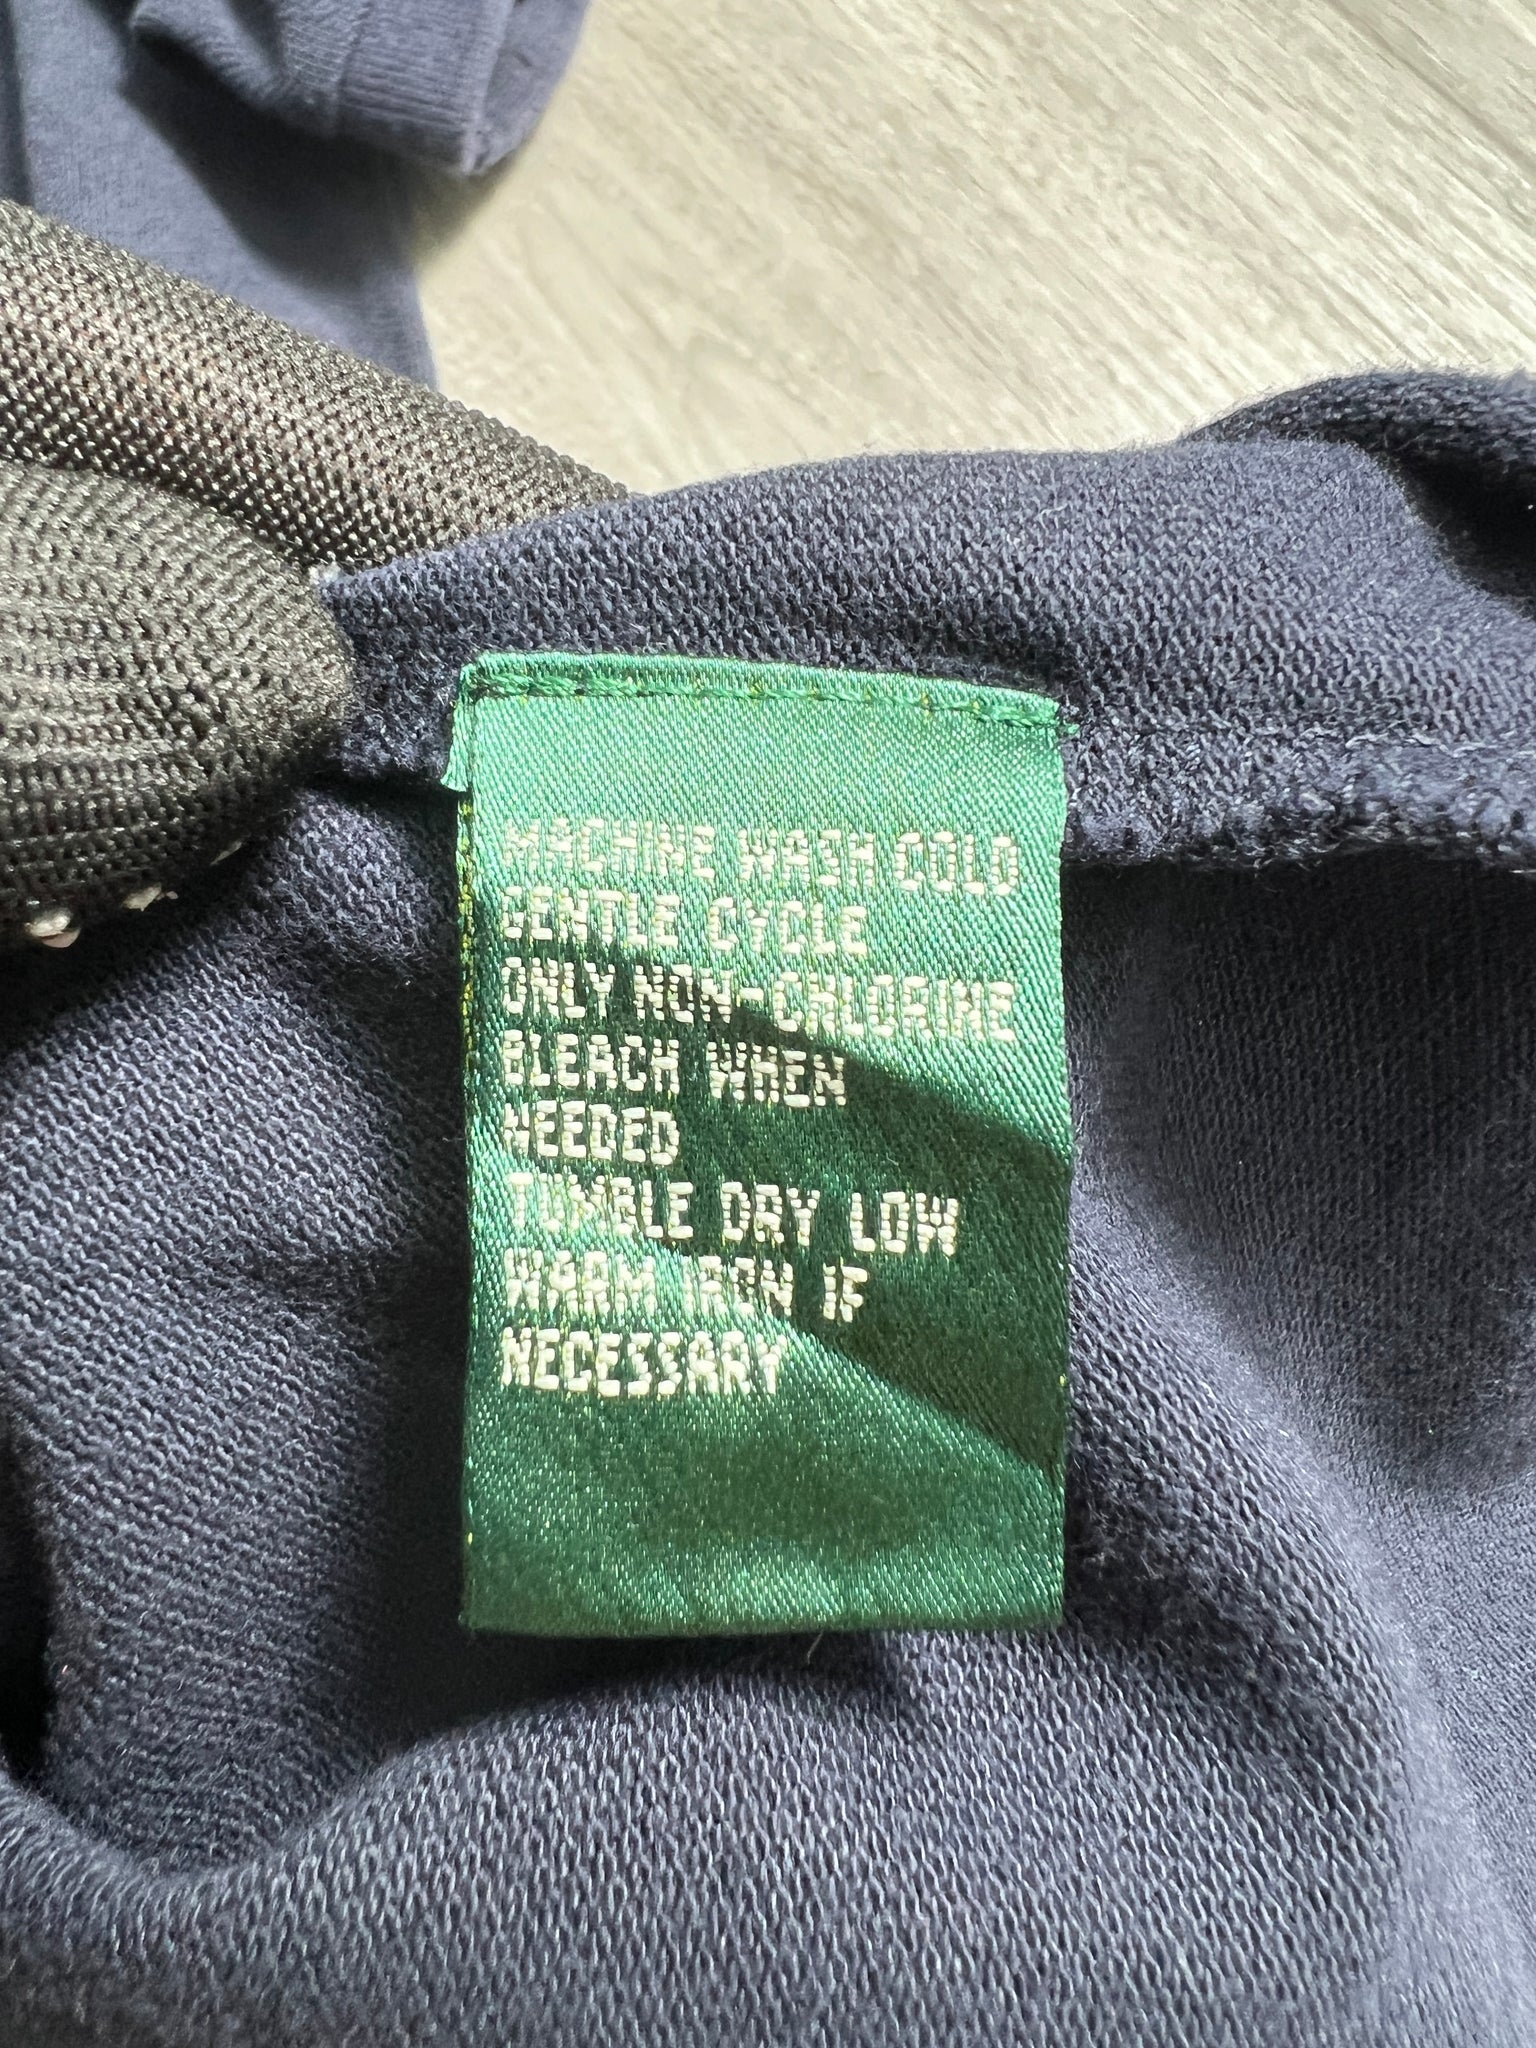 MACHINE WASH COLD
GENTLE CYCLE
ONLY NON-CHLORINE
BLEACH WHEN
NEEDED
TUMBLE DRY LOW
WARM IRON IF
NECESSARY